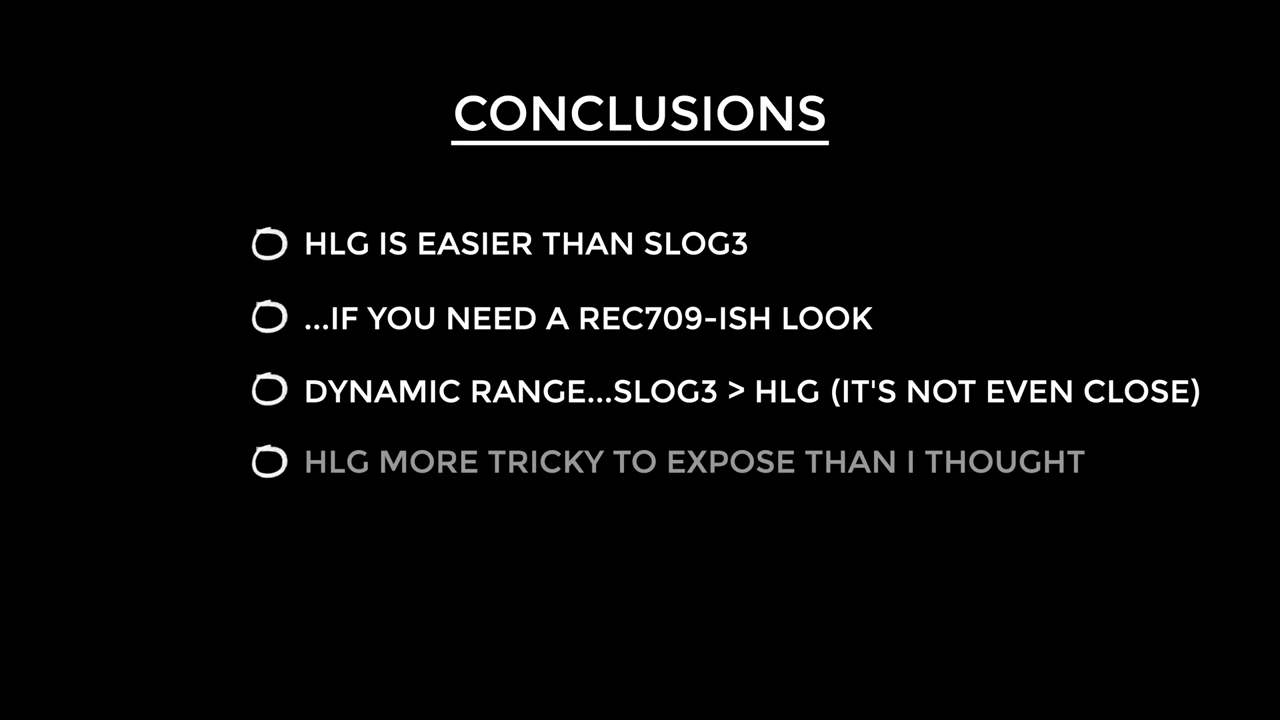 CONCLUSIONS
HLG IS EASIER THAN SLOG3
...IF YOU NEED A REC709-ISH LOOK
DYNAMIC RANGE...SLOG3 > HLG (IT'S NOT EVEN CLOSE)
HLG MORE TRICKY TO EXPOSE THAN I THOUGHT